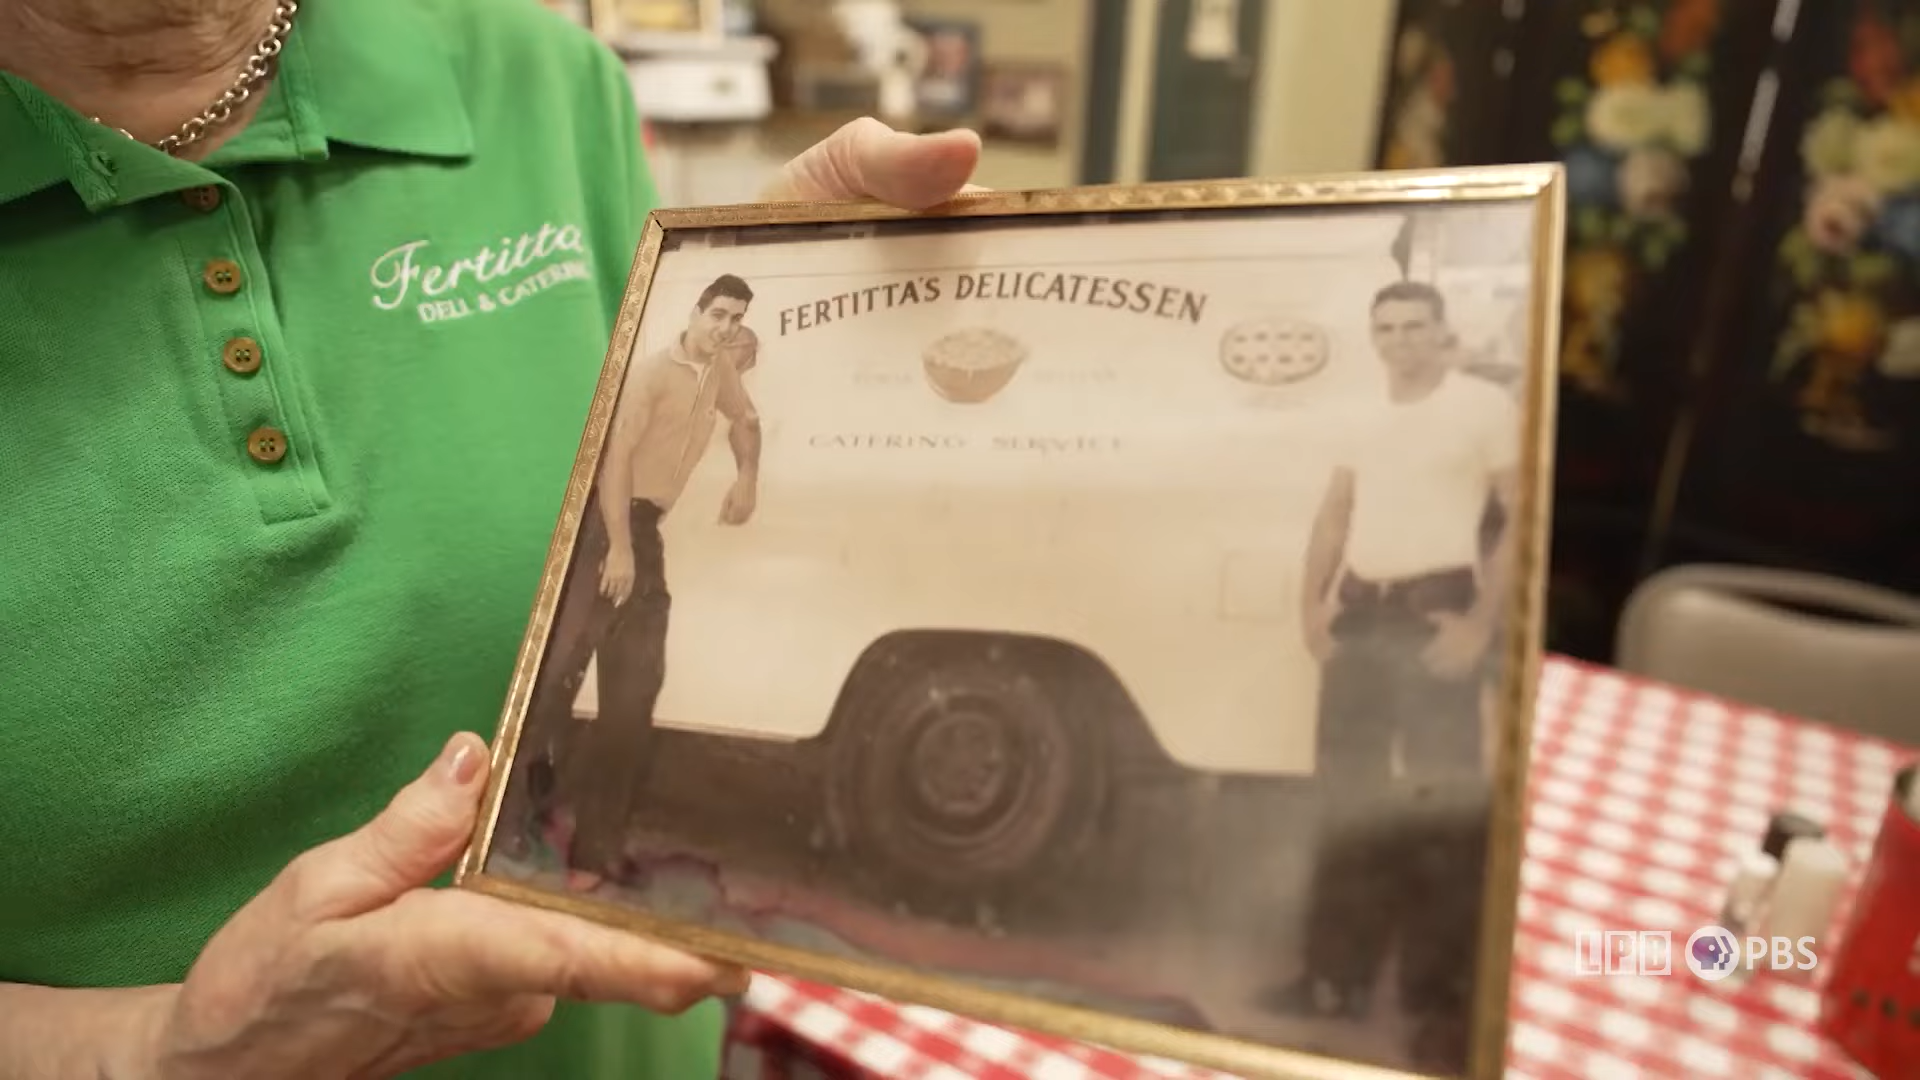 Fertitta
DELI & CATERING
FERTITTA'S DELICATESSEN
CATERING SERVICE
LPB PBS